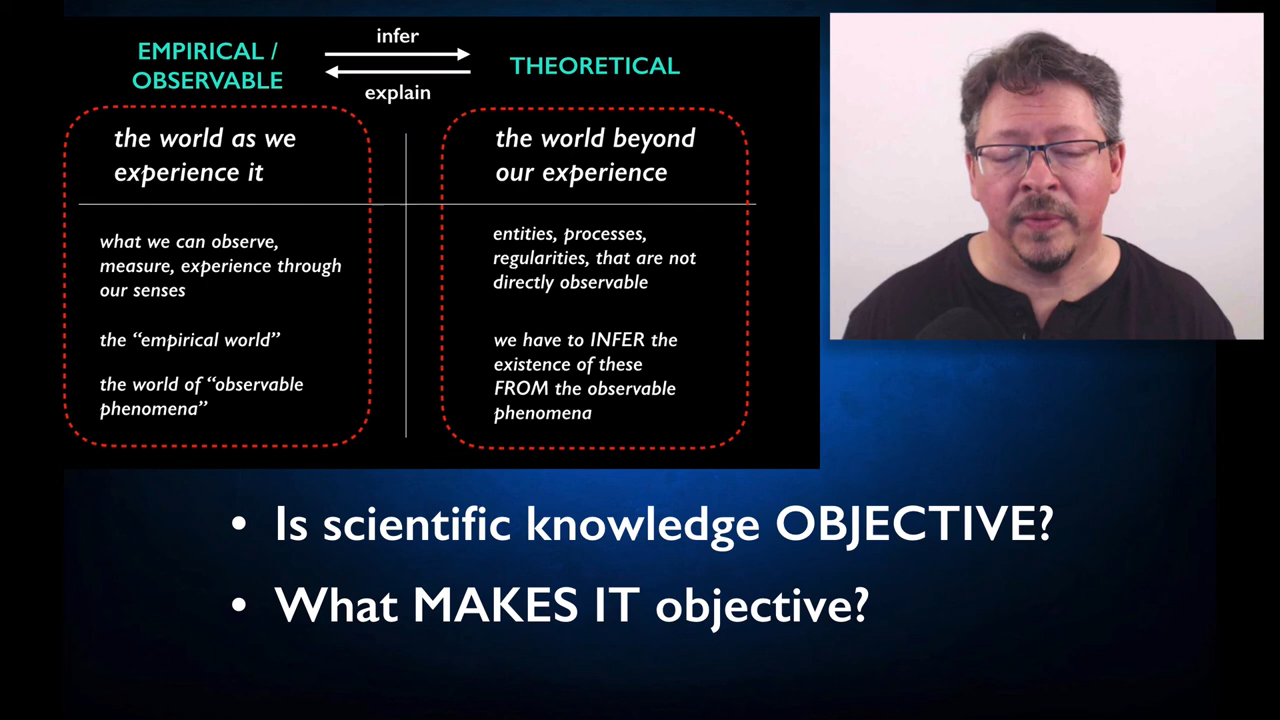 EMPIRICAL /
OBSERVABLE
infer
explain
THEORETICAL
the world as we
experience it
what we can observe,
measure, experience through
our senses
the “empirical world”
the world of “observable
phenomena”
the world beyond
our experience
entities, processes,
regularities, that are not
directly observable
we have to INFER the
existence of these
FROM the observable
phenomena
• Is scientific knowledge OBJECTIVE?
• What MAKES IT objective?